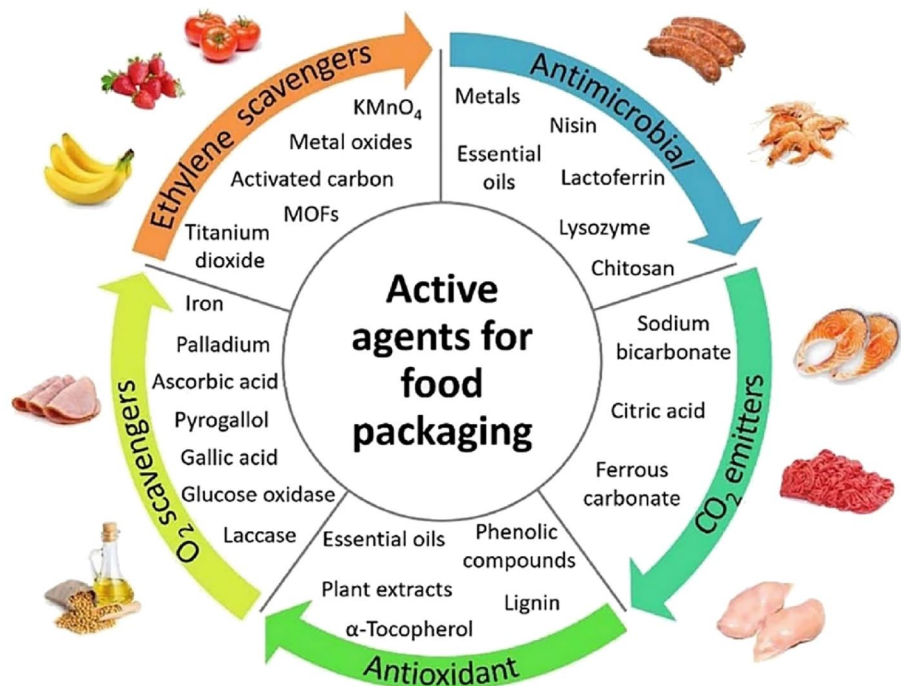 Ethylene scavengers
KMnO₄
Metal oxides
Activated carbon
MOFs
Titanium
dioxide
Antimicrobial
Metals
Nisin
Essential
oils
Lactoferrin
Lysozyme
Chitosan
Active
agents for
food
packaging
Sodium
bicarbonate
Citric acid
Ferrous
carbonate
CO₂ emitters
Iron
Palladium
Ascorbic acid
Pyrogallol
Gallic acid
Glucose oxidase
Laccase
O₂ scavengers
Essential oils
Phenolic
compounds
Plant extracts
Lignin
α-Tocopherol
Antioxidant